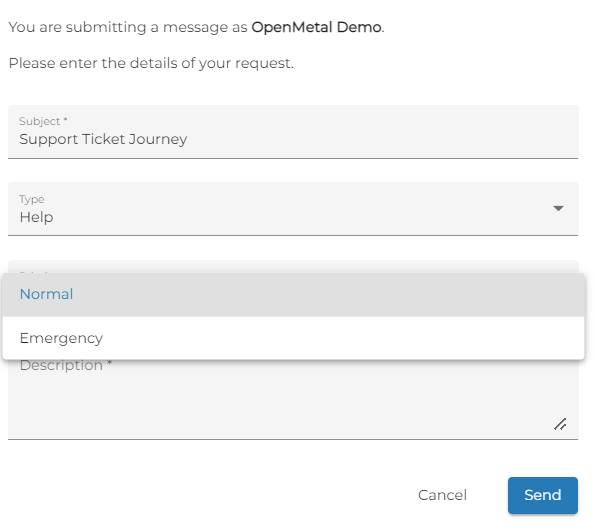 You are submitting a message as OpenMetal Demo.
Please enter the details of your request.
Subject *
Support Ticket Journey
Type
Help
Normal
Emergency
Description *
Cancel
Send